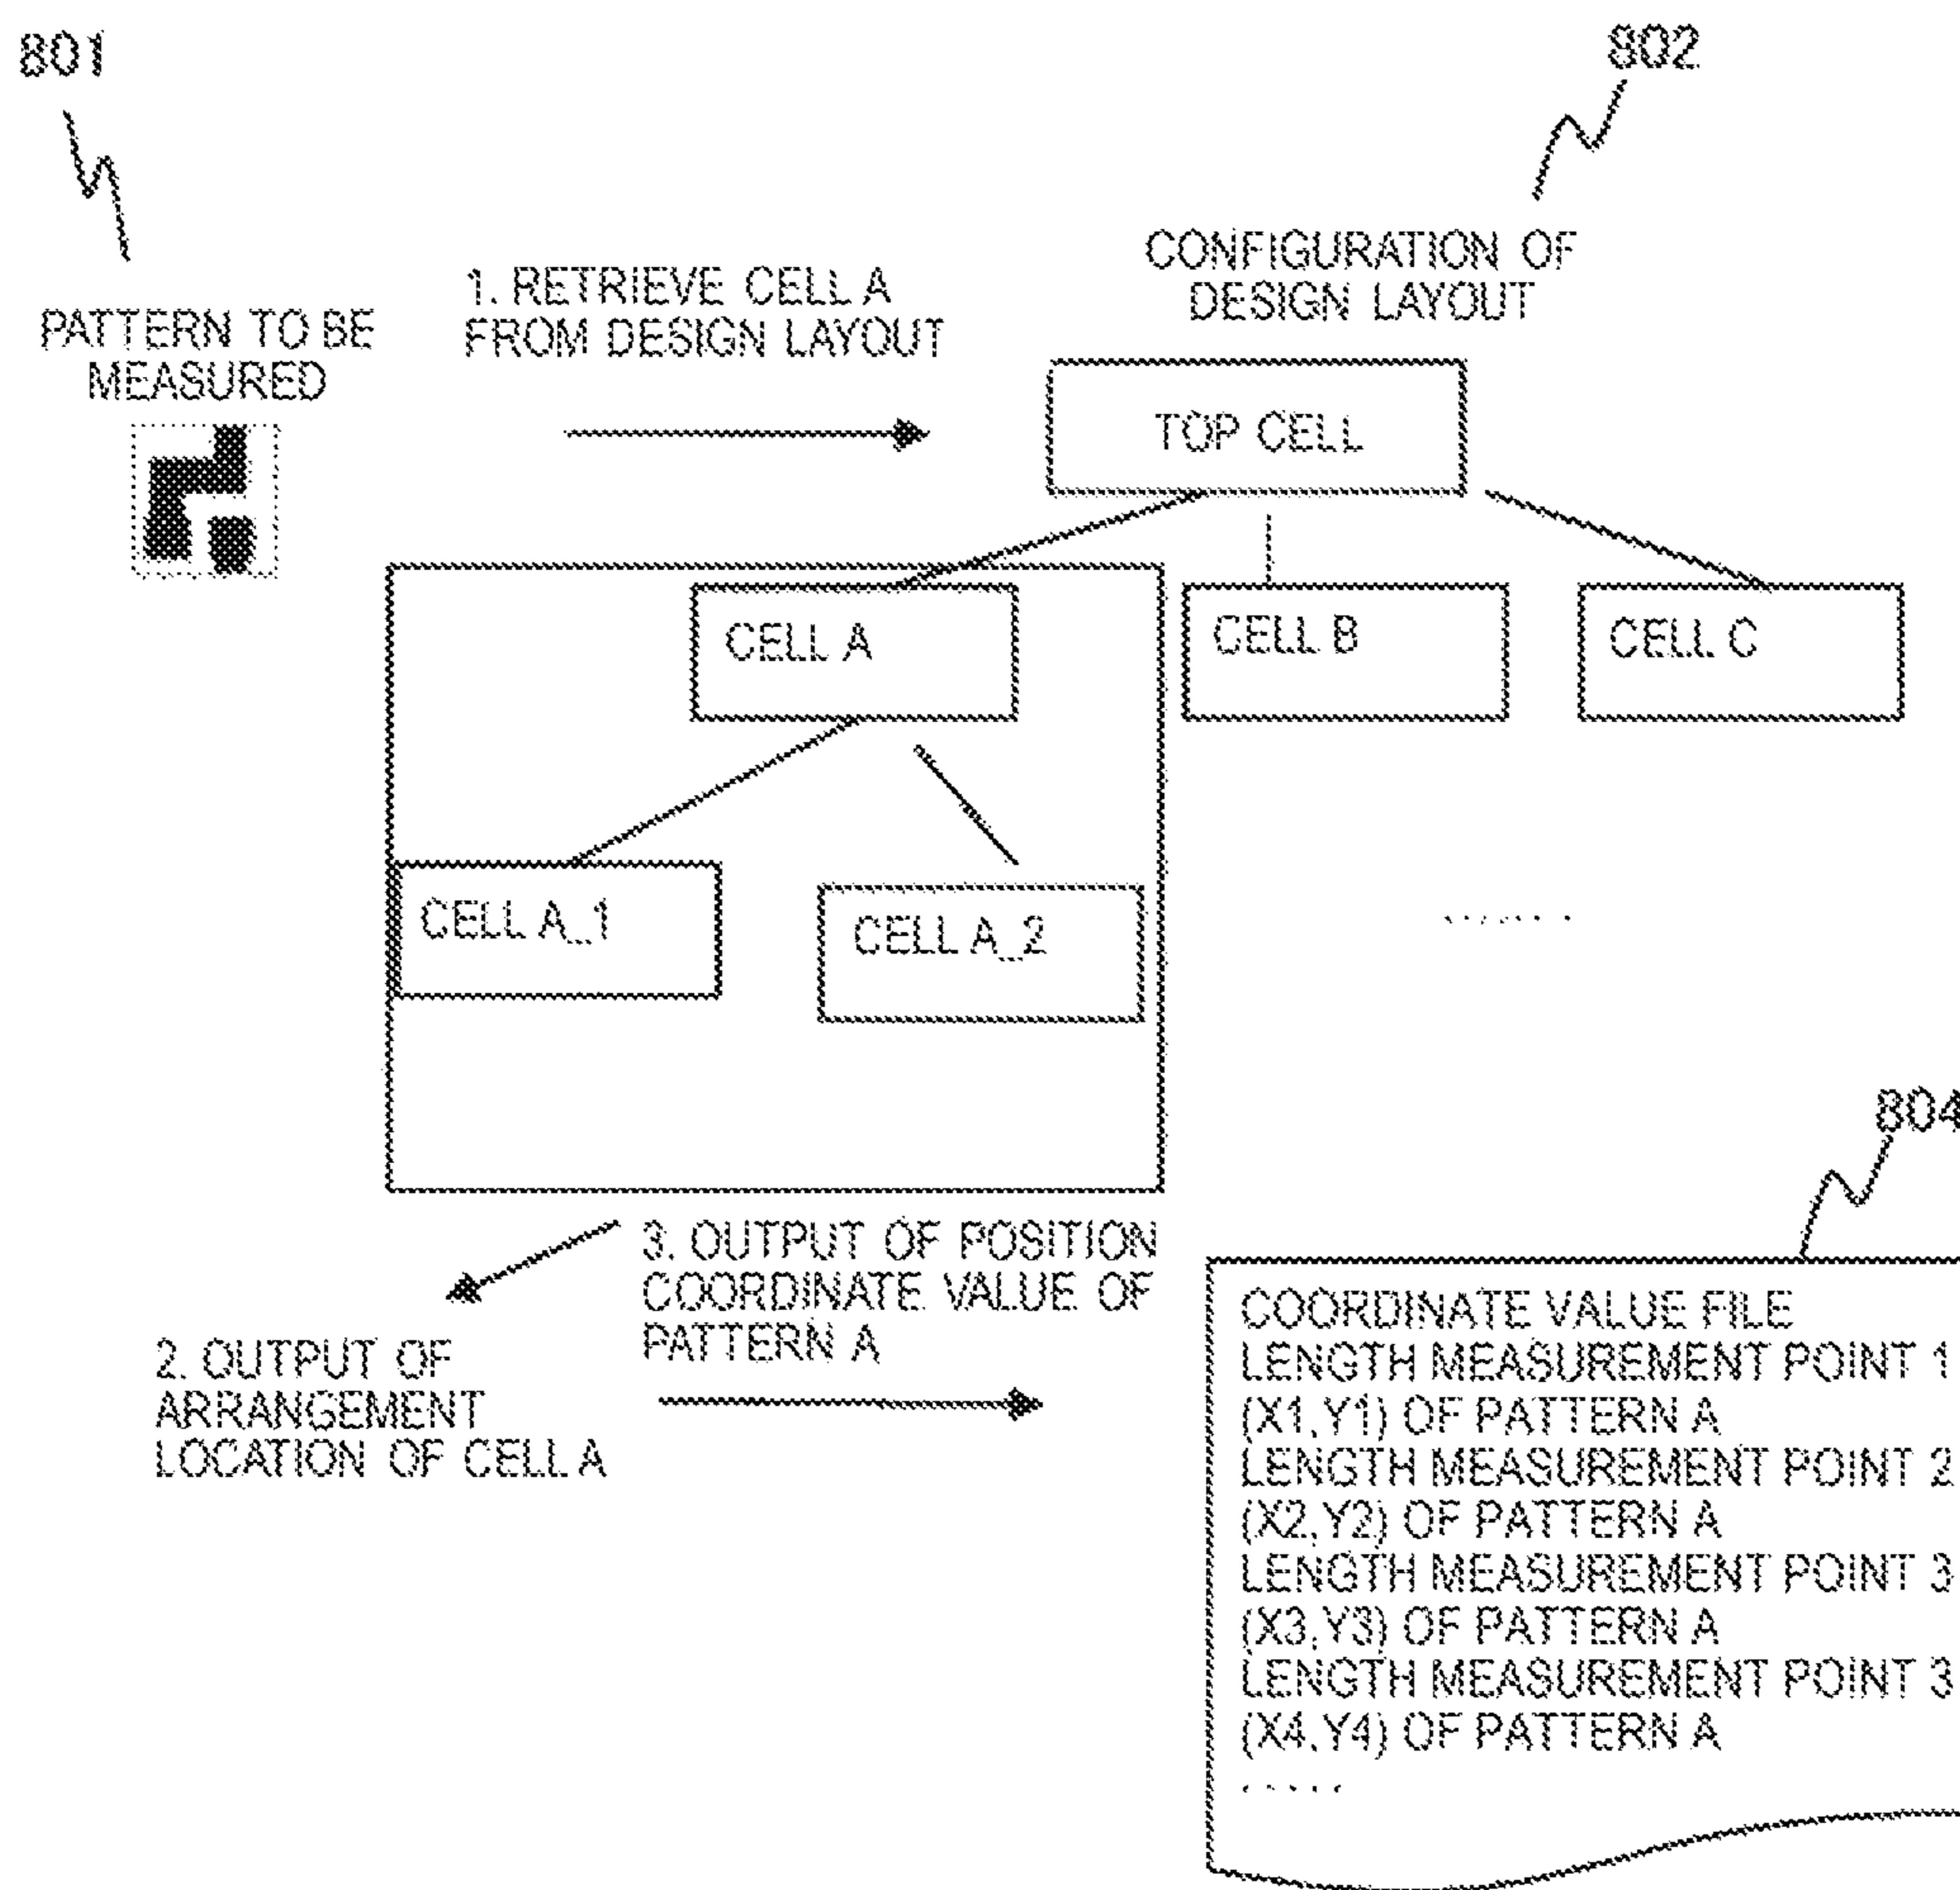 801
802
PATTERN TO BE
MEASURED
1. RETRIEVE CELL A
FROM DESIGN LAYOUT
CONFIGURATION OF
DESIGN LAYOUT
TOP CELL
CELL A
CELL B
CELL C
CELL A_1
CELL A_2
.......
804
2. OUTPUT OF
ARRANGEMENT
LOCATION OF CELL A
3. OUTPUT OF POSITION
COORDINATE VALUE OF
PATTERN A
COORDINATE VALUE FILE
LENGTH MEASUREMENT POINT 1
(X1,Y1) OF PATTERN A
LENGTH MEASUREMENT POINT 2
(X2,Y2) OF PATTERN A
LENGTH MEASUREMENT POINT 3
(X3,Y3) OF PATTERN A
LENGTH MEASUREMENT POINT 3
(X4,Y4) OF PATTERN A
.....